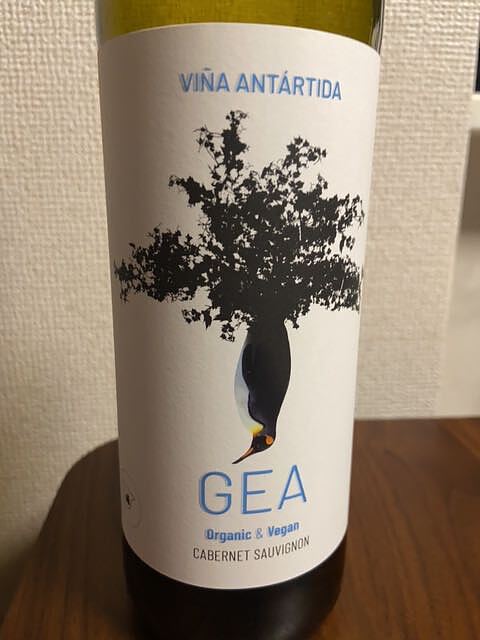 VIÑA ANTÁRTIDA
GEA
Organic & Vegan
CABERNET SAUVIGNON